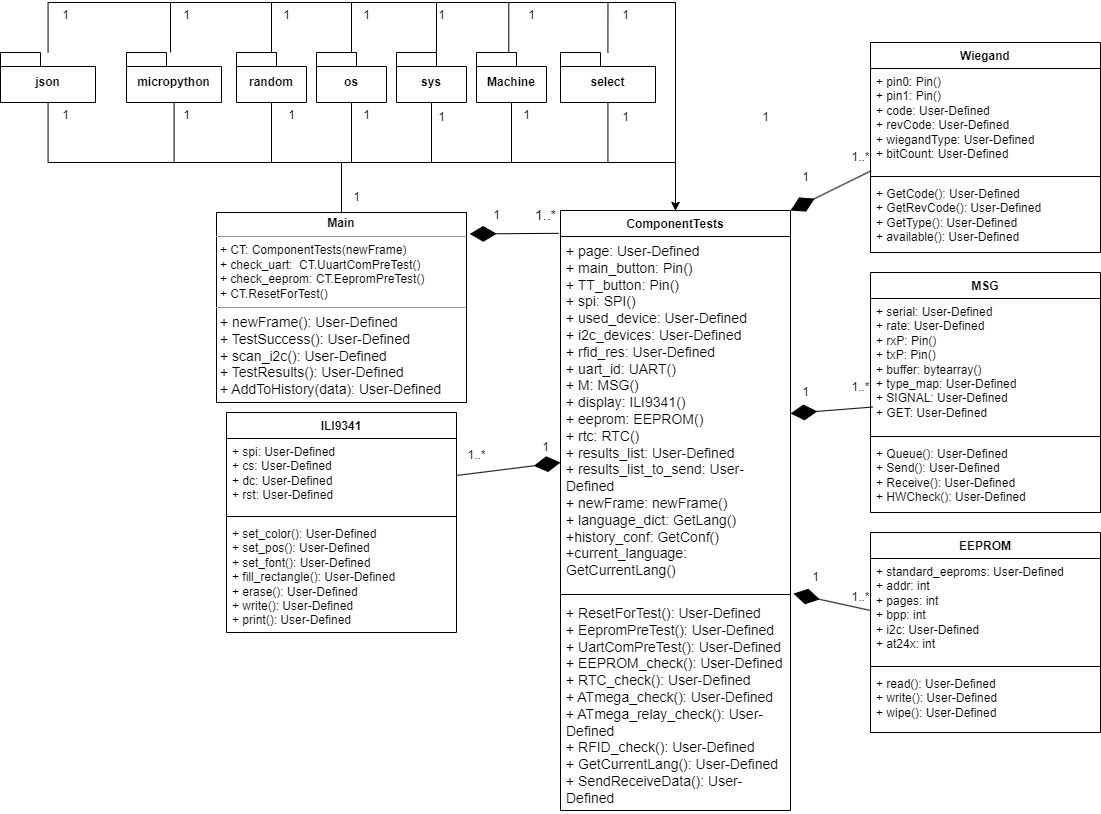 1 1 1 1 1 1 1
json micropython random os sys Machine select
1 1 1 1 1 1 1 1
1
Main
+ CT: ComponentTests(newFrame)
+ check_uart:  CT.UuartComPreTest()
+ check_eeprom: CT.EepromPreTest()
+ CT.ResetForTest()
+ newFrame(): User-Defined
+ TestSuccess(): User-Defined
+ scan_i2c(): User-Defined
+ TestResults(): User-Defined
+ AddToHistory(data): User-Defined
1 1..*
ILI9341
+ spi: User-Defined
+ cs: User-Defined
+ dc: User-Defined
+ rst: User-Defined
+ set_color(): User-Defined
+ set_pos(): User-Defined
+ set_font(): User-Defined
+ fill_rectangle(): User-Defined
+ erase(): User-Defined
+ write(): User-Defined
+ print(): User-Defined
1..* 1
ComponentTests
+ page: User-Defined
+ main_button: Pin()
+ TT_button: Pin()
+ spi: SPI()
+ used_device: User-Defined
+ i2c_devices: User-Defined
+ rfid_res: User-Defined
+ uart_id: UART()
+ M: MSG()
+ display: ILI9341()
+ eeprom: EEPROM()
+ rtc: RTC()
+ results_list: User-Defined
+ results_list_to_send: User-
Defined
+ newFrame: newFrame()
+ language_dict: GetLang()
+history_conf: GetConf()
+current_language:
GetCurrentLang()
+ ResetForTest(): User-Defined
+ EepromPreTest(): User-Defined
+ UartComPreTest(): User-Defined
+ EEPROM_check(): User-Defined
+ RTC_check(): User-Defined
+ ATmega_check(): User-Defined
+ ATmega_relay_check(): User-
Defined
+ RFID_check(): User-Defined
+ GetCurrentLang(): User-Defined
+ SendReceiveData(): User-
Defined
1 1..*
Wiegand
+ pin0: Pin()
+ pin1: Pin()
+ code: User-Defined
+ revCode: User-Defined
+ wiegandType: User-Defined
+ bitCount: User-Defined
+ GetCode(): User-Defined
+ GetRevCode(): User-Defined
+ GetType(): User-Defined
+ available(): User-Defined
1 1..*
MSG
+ serial: User-Defined
+ rate: User-Defined
+ rxP: Pin()
+ txP: Pin()
+ buffer: bytearray()
+ type_map: User-Defined
+ SIGNAL: User-Defined
+ GET: User-Defined
+ Queue(): User-Defined
+ Send(): User-Defined
+ Receive(): User-Defined
+ HWCheck(): User-Defined
1 1..*
EEPROM
+ standard_eeproms: User-Defined
+ addr: int
+ pages: int
+ bpp: int
+ i2c: User-Defined
+ at24x: int
+ read(): User-Defined
+ write(): User-Defined
+ wipe(): User-Defined